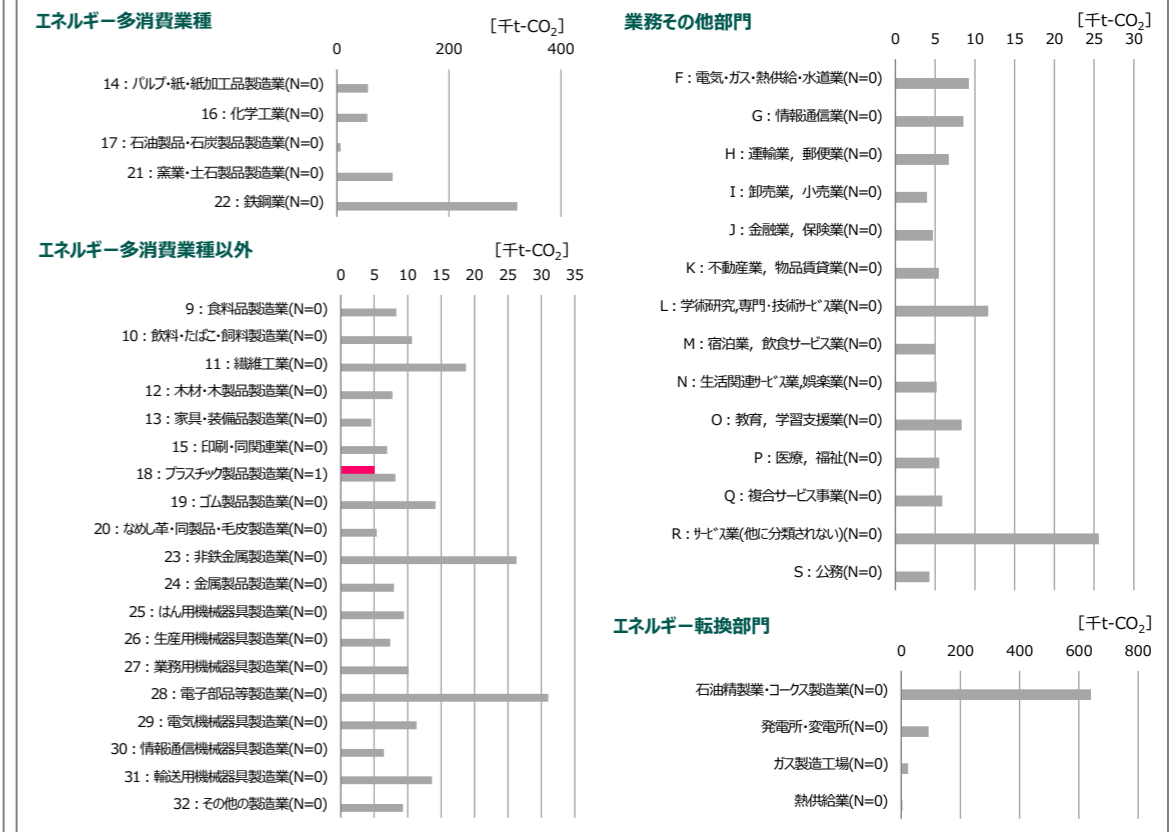 エネルギー多消費業種
[千t-CO₂]
0 200 400
14：パルプ・紙・紙加工品製造業(N=0)
16：化学工業(N=0)
17：石油製品・石炭製品製造業(N=0)
21：窯業・土石製品製造業(N=0)
22：鉄鋼業(N=0)
エネルギー多消費業種以外
[千t-CO₂]
0 5 10 15 20 25 30 35
9：食料品製造業(N=0)
10：飲料・たばこ・飼料製造業(N=0)
11：繊維工業(N=0)
12：木材・木製品製造業(N=0)
13：家具・装備品製造業(N=0)
15：印刷・同関連業(N=0)
18：プラスチック製品製造業(N=1)
19：ゴム製品製造業(N=0)
20：なめし革・同製品・毛皮製造業(N=0)
23：非鉄金属製造業(N=0)
24：金属製品製造業(N=0)
25：はん用機械器具製造業(N=0)
26：生産用機械器具製造業(N=0)
27：業務用機械器具製造業(N=0)
28：電子部品等製造業(N=0)
29：電気機械器具製造業(N=0)
30：情報通信機械器具製造業(N=0)
31：輸送用機械器具製造業(N=0)
32：その他の製造業(N=0)
業務その他部門
[千t-CO₂]
0 5 10 15 20 25 30
F：電気・ガス・熱供給・水道業(N=0)
G：情報通信業(N=0)
H：運輸業，郵便業(N=0)
I：卸売業，小売業(N=0)
J：金融業，保険業(N=0)
K：不動産業，物品賃貸業(N=0)
L：学術研究,専門・技術サービス業(N=0)
M：宿泊業，飲食サービス業(N=0)
N：生活関連サービス業,娯楽業(N=0)
O：教育，学習支援業(N=0)
P：医療，福祉(N=0)
Q：複合サービス事業(N=0)
R：サービス業(他に分類されない)(N=0)
S：公務(N=0)
エネルギー転換部門
[千t-CO₂]
0 200 400 600 800
石油精製業・コークス製造業(N=0)
発電所・変電所(N=0)
ガス製造工場(N=0)
熱供給業(N=0)